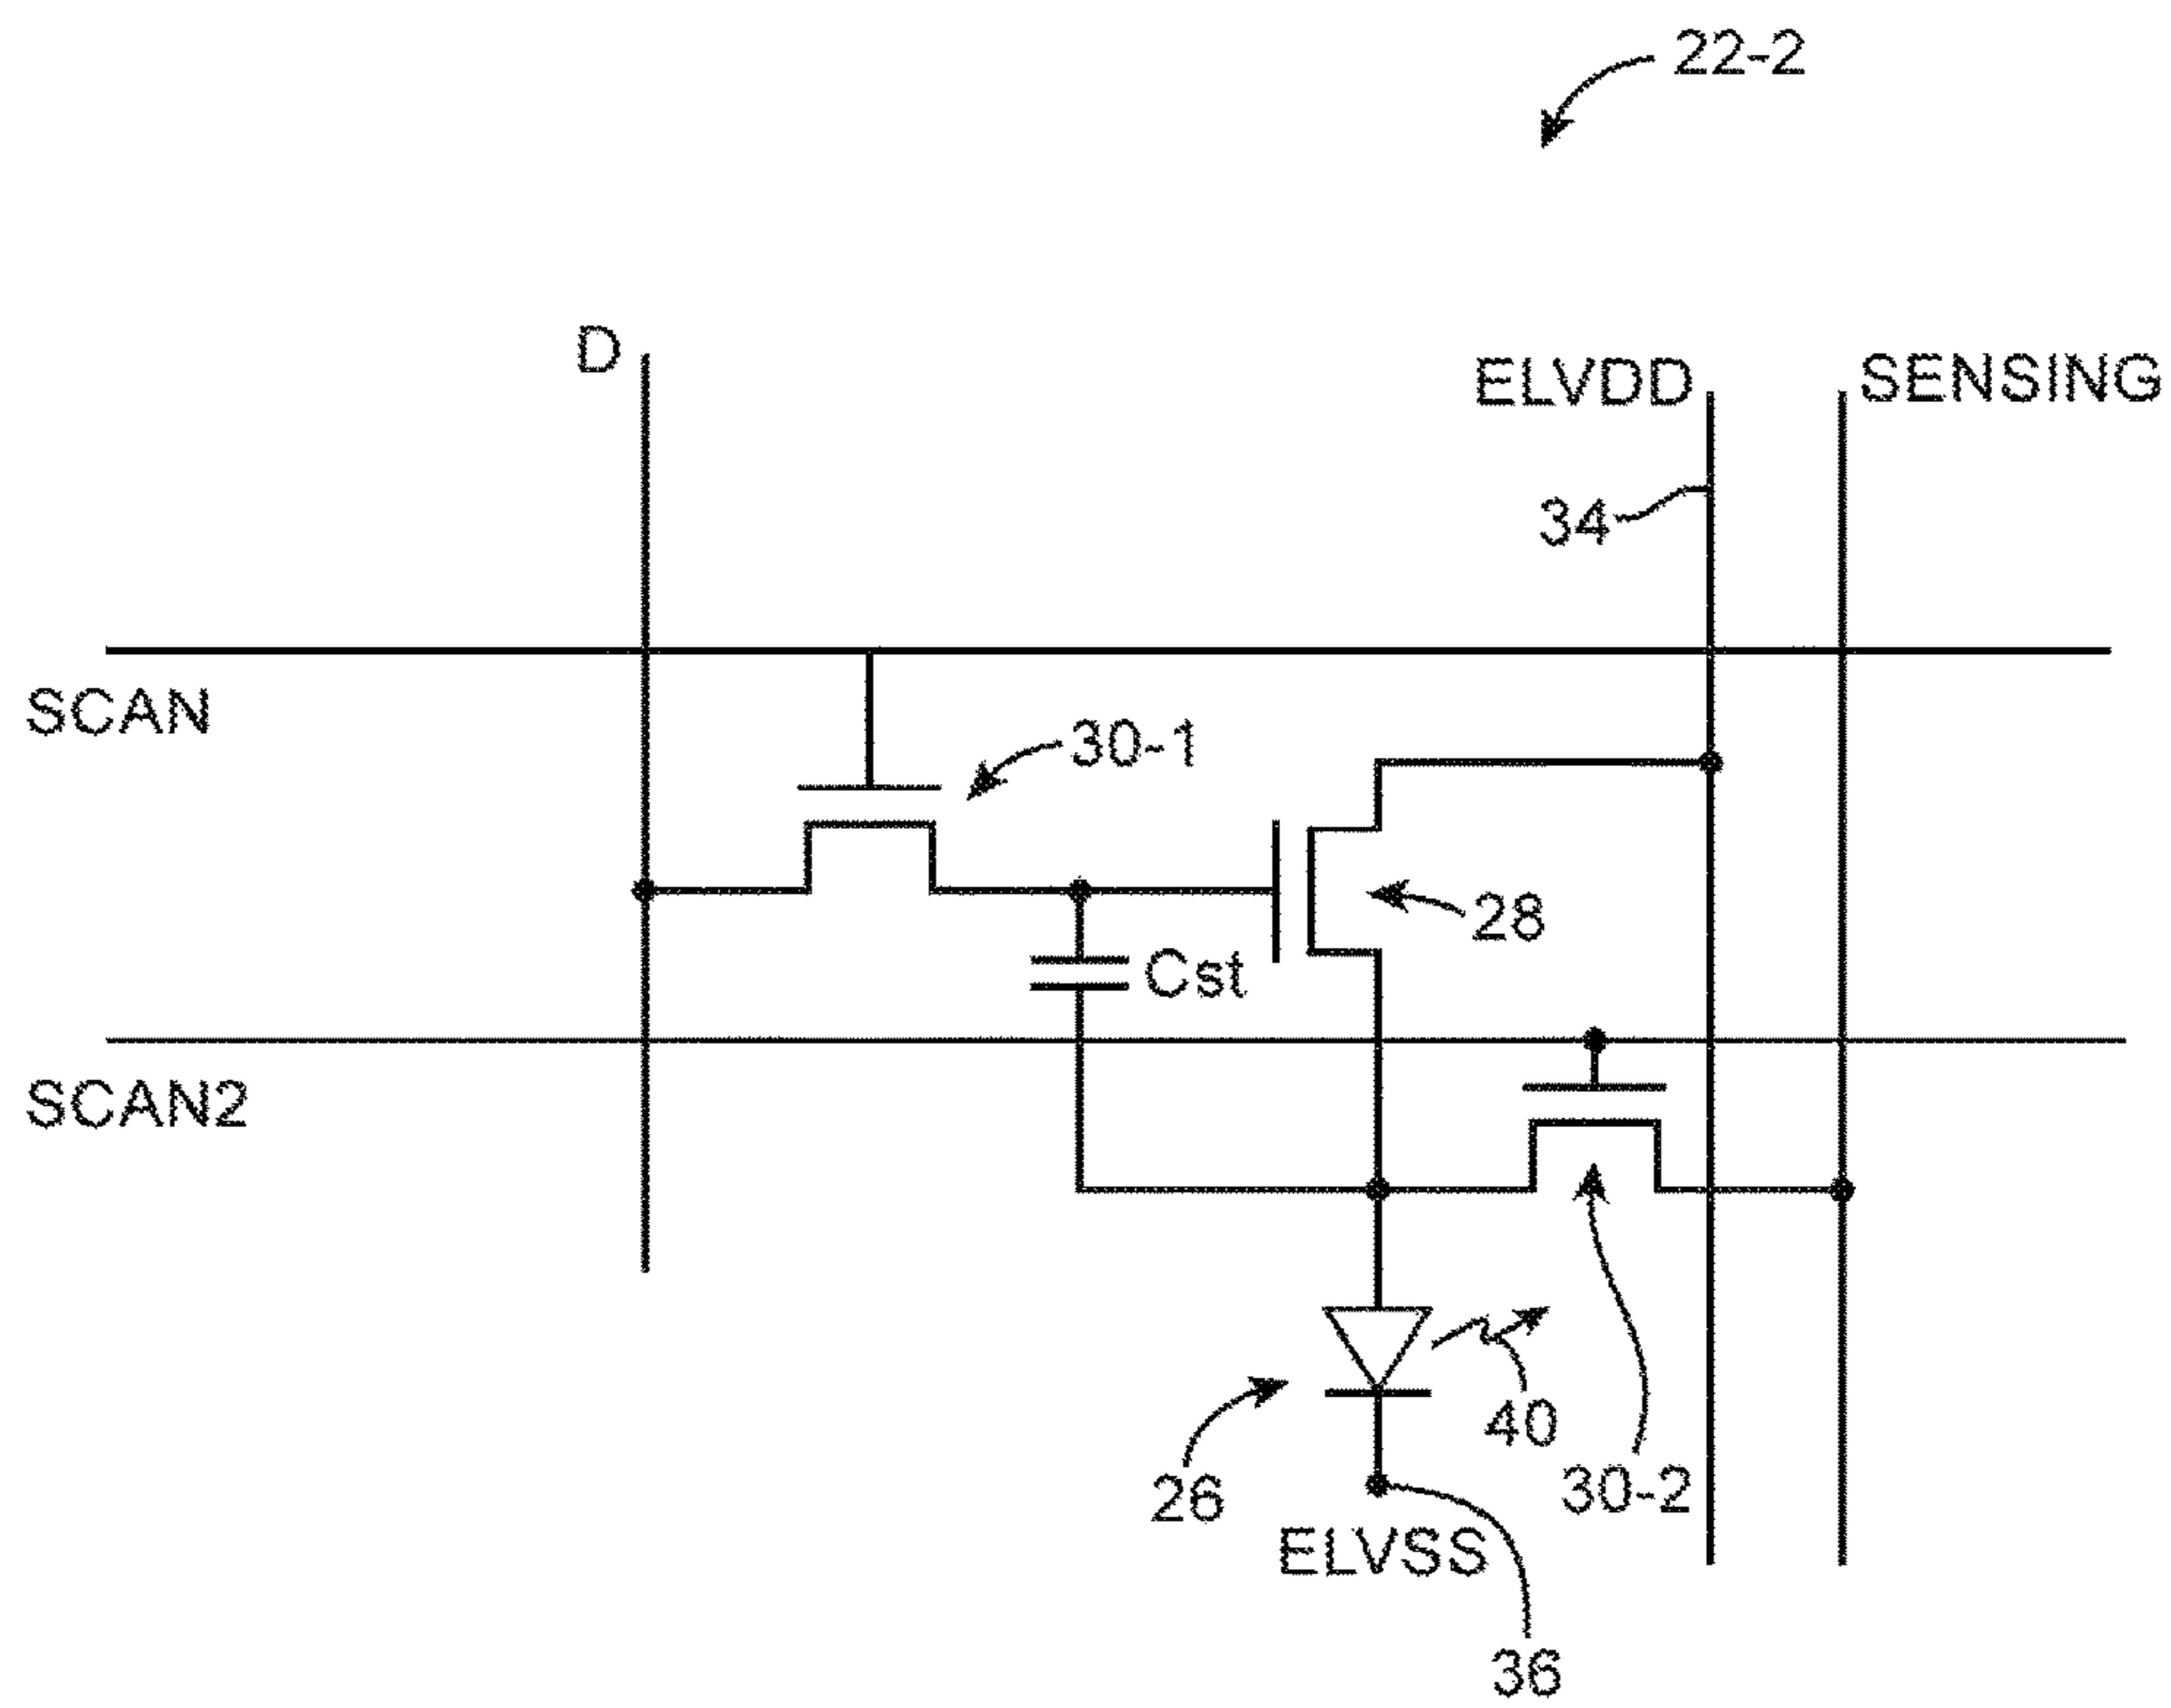 22-2
D
ELVDD
SENSING
34
SCAN
30-1
28
Cst
SCAN2
40
26
30-2
ELVSS
36